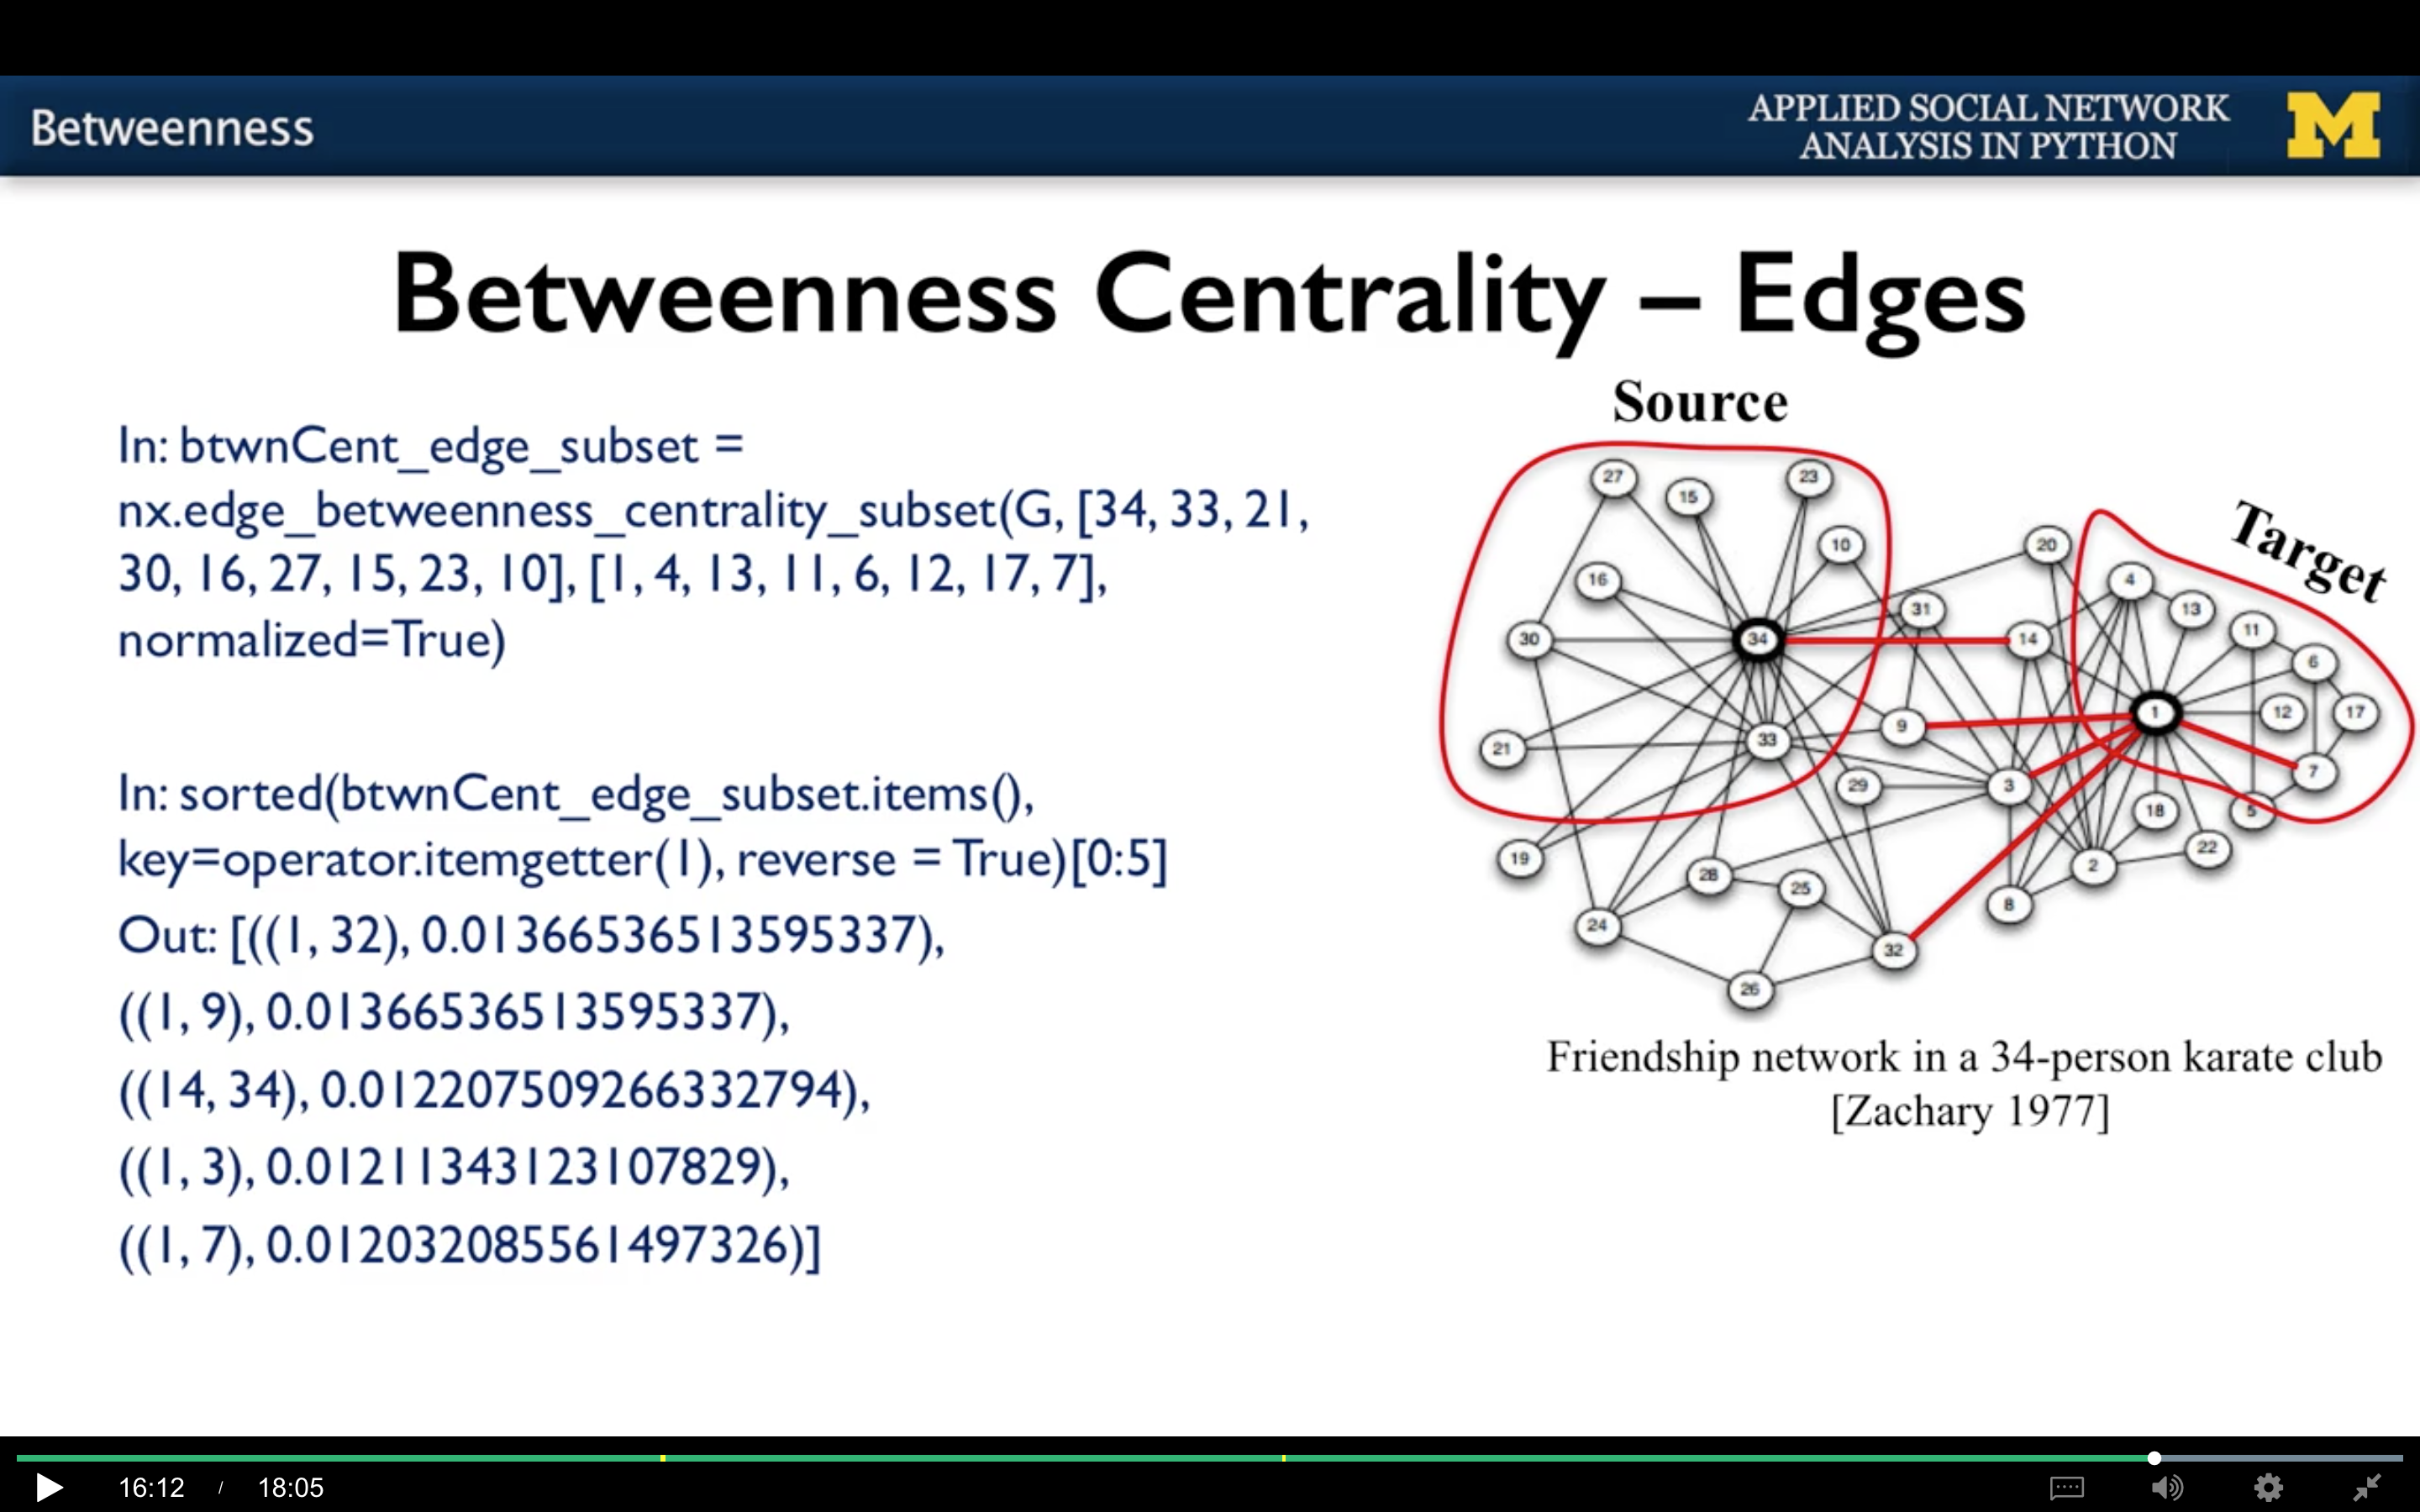 Betweenness
APPLIED SOCIAL NETWORK
ANALYSIS IN PYTHON
M
Betweenness Centrality – Edges
In: btwnCent_edge_subset =
nx.edge_betweenness_centrality_subset(G, [34, 33, 21,
30, 16, 27, 15, 23, 10], [1, 4, 13, 11, 6, 12, 17, 7],
normalized=True)
In: sorted(btwnCent_edge_subset.items(),
key=operator.itemgetter(1), reverse = True)[0:5]
Out: [((1, 32), 0.01366536513595337),
((1, 9), 0.01366536513595337),
((14, 34), 0.012207509266332794),
((1, 3), 0.01211343123107829),
((1, 7), 0.012032085561497326)]
Source
Target
27
15
23
10
20
4
16
31
13
11
30
34
14
6
1
12
17
21
33
9
7
29
3
18
5
19
28
25
2
22
24
8
32
26
Friendship network in a 34-person karate club
[Zachary 1977]
16:12 / 18:05